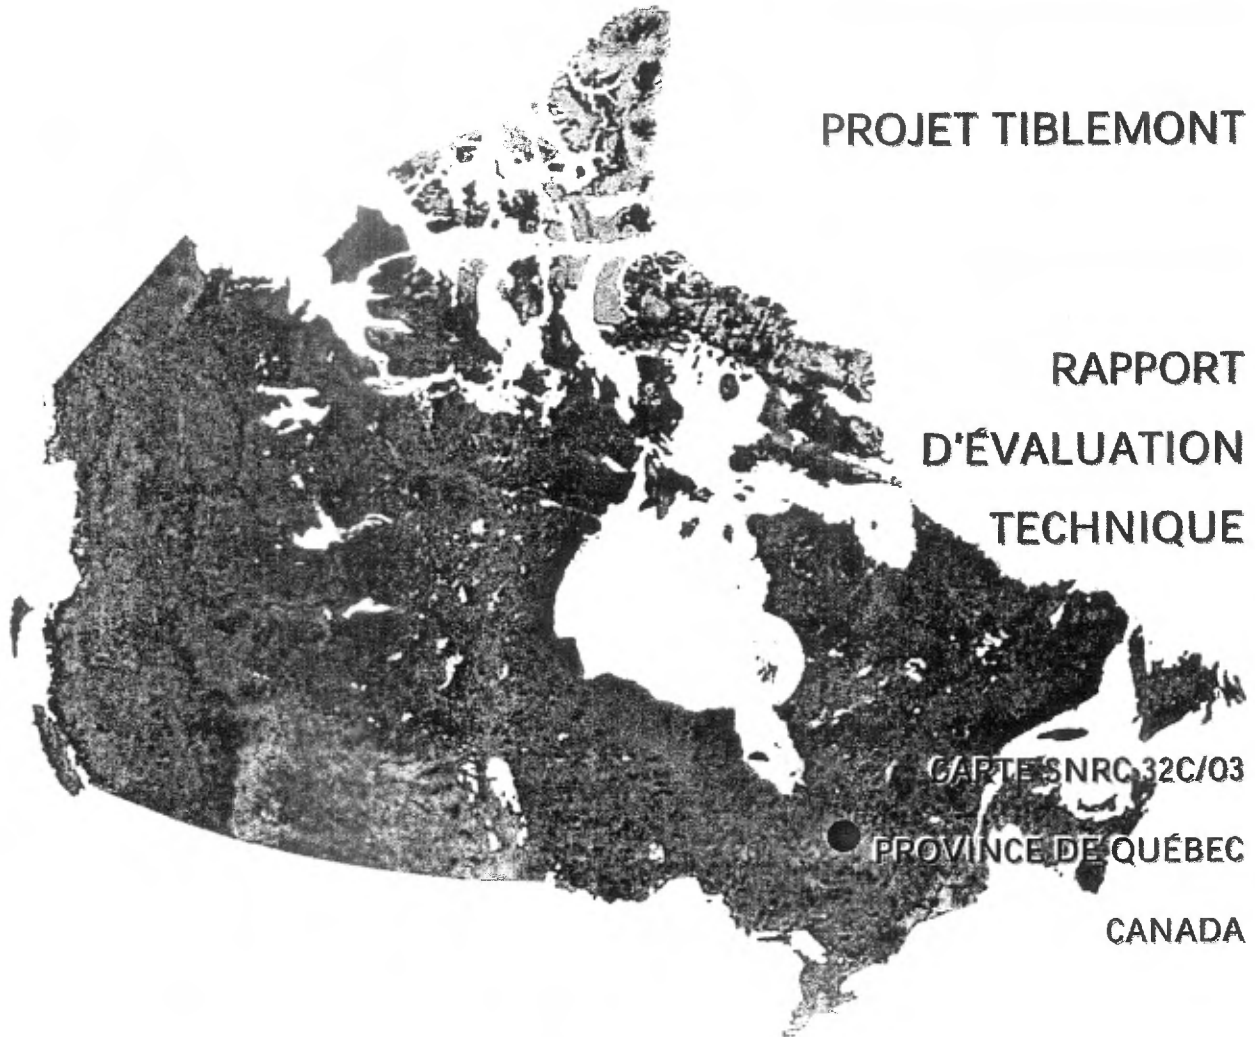 PROJET TIBLEMONT
RAPPORT
D'ÉVALUATION
TECHNIQUE
CARTE SNRC 32C/03
PROVINCE DE QUÉBEC
CANADA